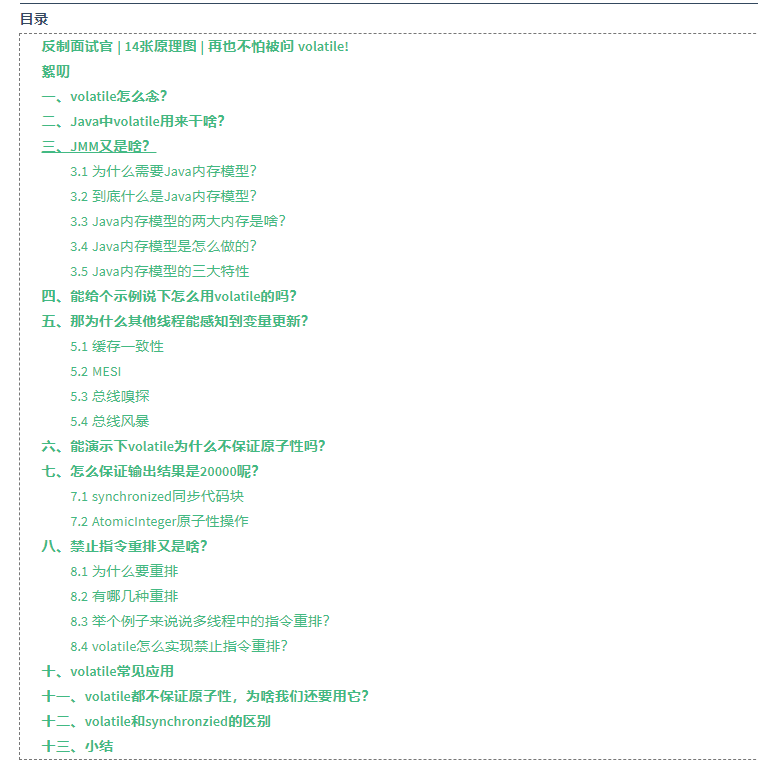 目录
反制面试官 | 14张原理图 | 再也不怕被问 volatile!
絮叨
一、volatile怎么念？
二、Java中volatile用来干啥？
三、JMM又是啥？
3.1 为什么需要Java内存模型？
3.2 到底什么是Java内存模型？
3.3 Java内存模型的两大内存是啥？
3.4 Java内存模型是怎么做的？
3.5 Java内存模型的三大特性
四、能给个示例说下怎么用volatile的吗？
五、那为什么其他线程能感知到变量更新？
5.1 缓存一致性
5.2 MESI
5.3 总线嗅探
5.4 总线风暴
六、能演示下volatile为什么不保证原子性吗？
七、怎么保证输出结果是20000呢？
7.1 synchronized同步代码块
7.2 AtomicInteger原子性操作
八、禁止指令重排又是啥？
8.1 为什么要重排
8.2 有哪几种重排
8.3 举个例子来说说多线程中的指令重排？
8.4 volatile怎么实现禁止指令重排？
十、volatile常见应用
十一、volatile都不保证原子性，为啥我们还要用它？
十二、volatile和synchronzied的区别
十三、小结